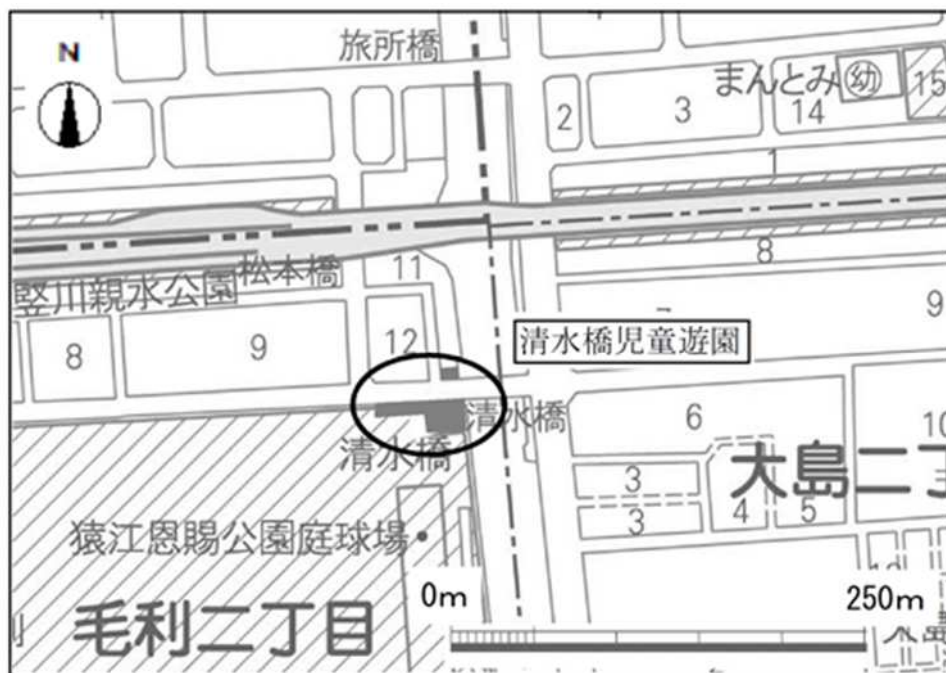 N
旅所橋
まんとみ 幼
15
2
3
14
1
11
8
竪川親水公園
松本橋
9
8
9
12
清水橋児童遊園
清水橋
清水橋
6
10
大島二丁
3
3
4
5
猿江恩賜公園庭球場
毛利二丁目
0m
250m